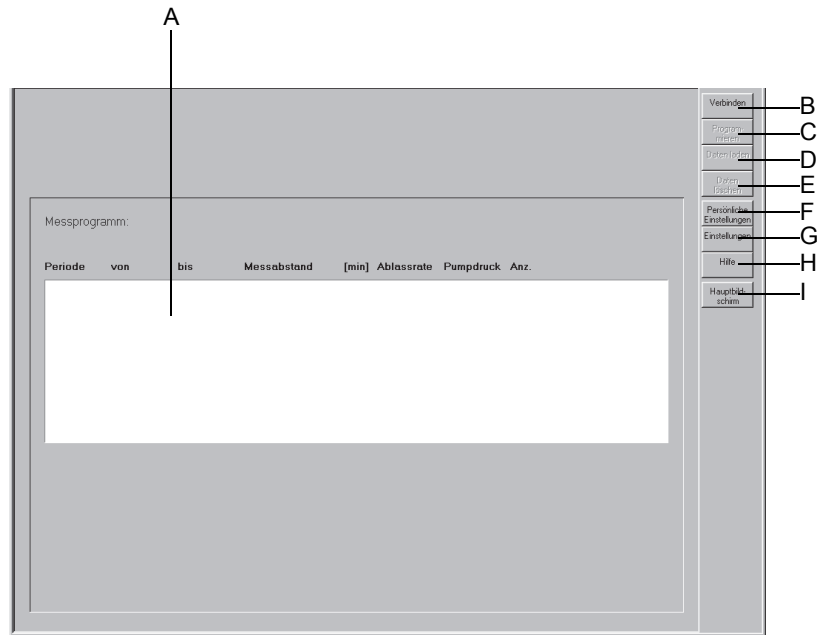 A
Verbinden
B
Program-
mieren
C
Daten laden
D
Daten
löschen
E
Persönliche
Einstellungen
F
Einstellungen
G
Hilfe
H
Hauptbild-
schirm
I
Messprogramm:
Periode von bis Messabstand [min] Ablassrate Pumpdruck Anz.